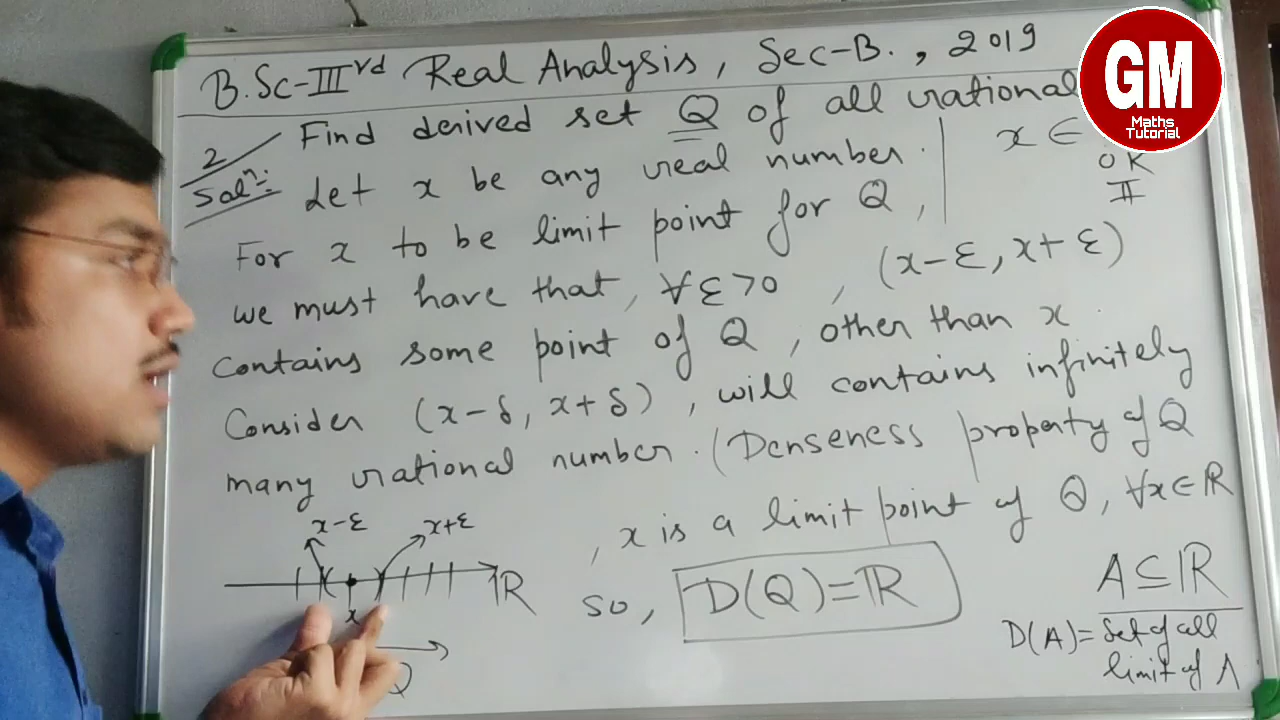 B.Sc-IIIrd Real Analysis, Sec-B., 2019
GM
Maths
Tutorial
2 Find derived set Q of all rational
Solⁿ:- Let x be any real number.
x ∈
OR
II
For x to be limit point for Q,
we must have that, ∀ε>0, (x-ε, x+ε)
contains some point of Q, other than x.
Consider (x-δ, x+δ), will contains infinitely
many rational number. (Denseness property of Q
, x is a limit point of Q, ∀x∈ℝ
x-ε x+ε
x ℝ
Q
so, D(Q)=ℝ
A⊆ℝ
D(A)= Set of all
limit of A